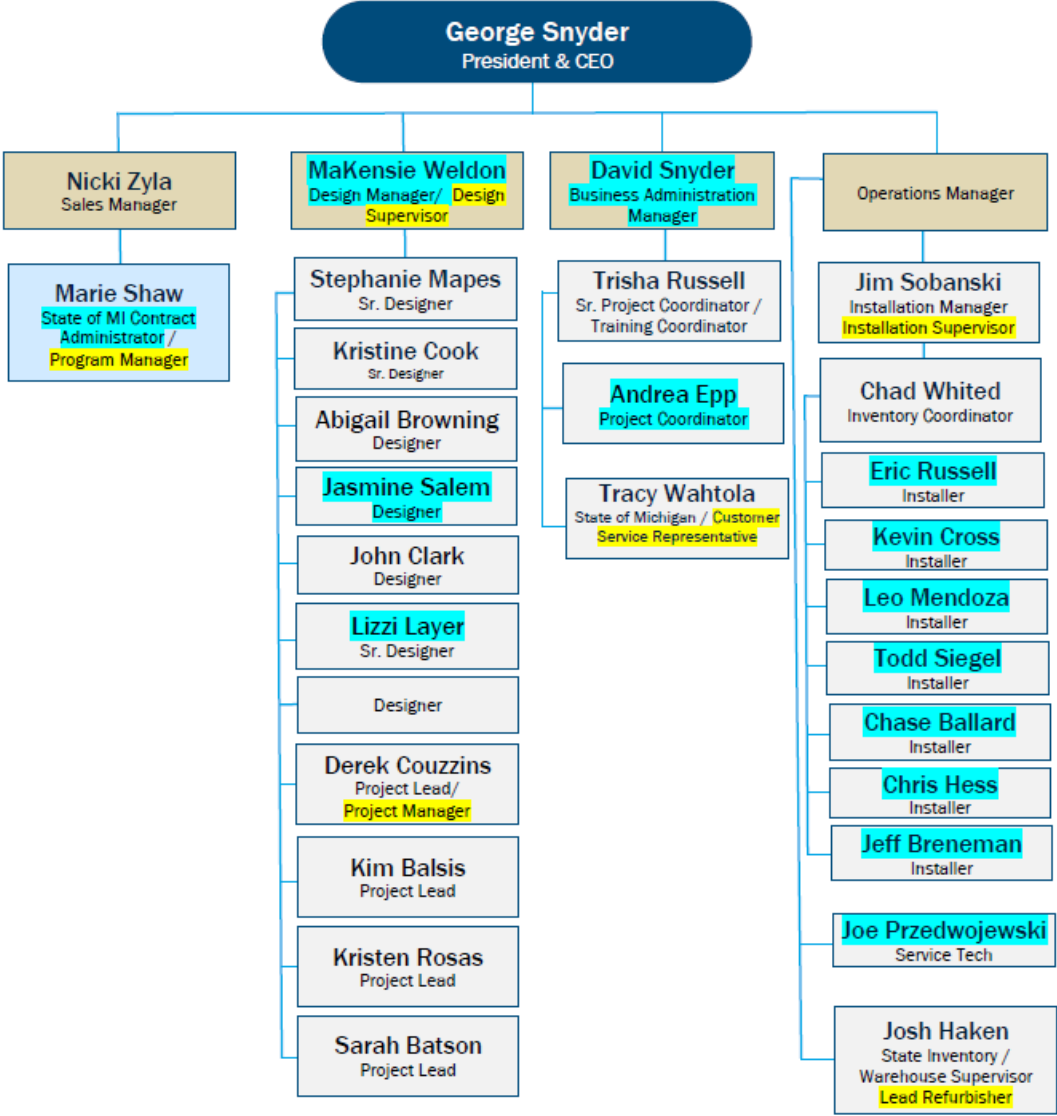 George Snyder
President & CEO
Nicki Zyla
Sales Manager
Marie Shaw
State of MI Contract
Administrator /
Program Manager
MaKensie Weldon
Design Manager/ Design
Supervisor
Stephanie Mapes
Sr. Designer
Kristine Cook
Sr. Designer
Abigail Browning
Designer
Jasmine Salem
Designer
John Clark
Designer
Lizzi Layer
Sr. Designer
Designer
Derek Couzzins
Project Lead/
Project Manager
Kim Balsis
Project Lead
Kristen Rosas
Project Lead
Sarah Batson
Project Lead
David Snyder
Business Administration
Manager
Trisha Russell
Sr. Project Coordinator /
Training Coordinator
Andrea Epp
Project Coordinator
Tracy Wahtola
State of Michigan / Customer
Service Representative
Operations Manager
Jim Sobanski
Installation Manager
Installation Supervisor
Chad Whited
Inventory Coordinator
Eric Russell
Installer
Kevin Cross
Installer
Leo Mendoza
Installer
Todd Siegel
Installer
Chase Ballard
Installer
Chris Hess
Installer
Jeff Breneman
Installer
Joe Przedwojewski
Service Tech
Josh Haken
State Inventory /
Warehouse Supervisor
Lead Refurbisher